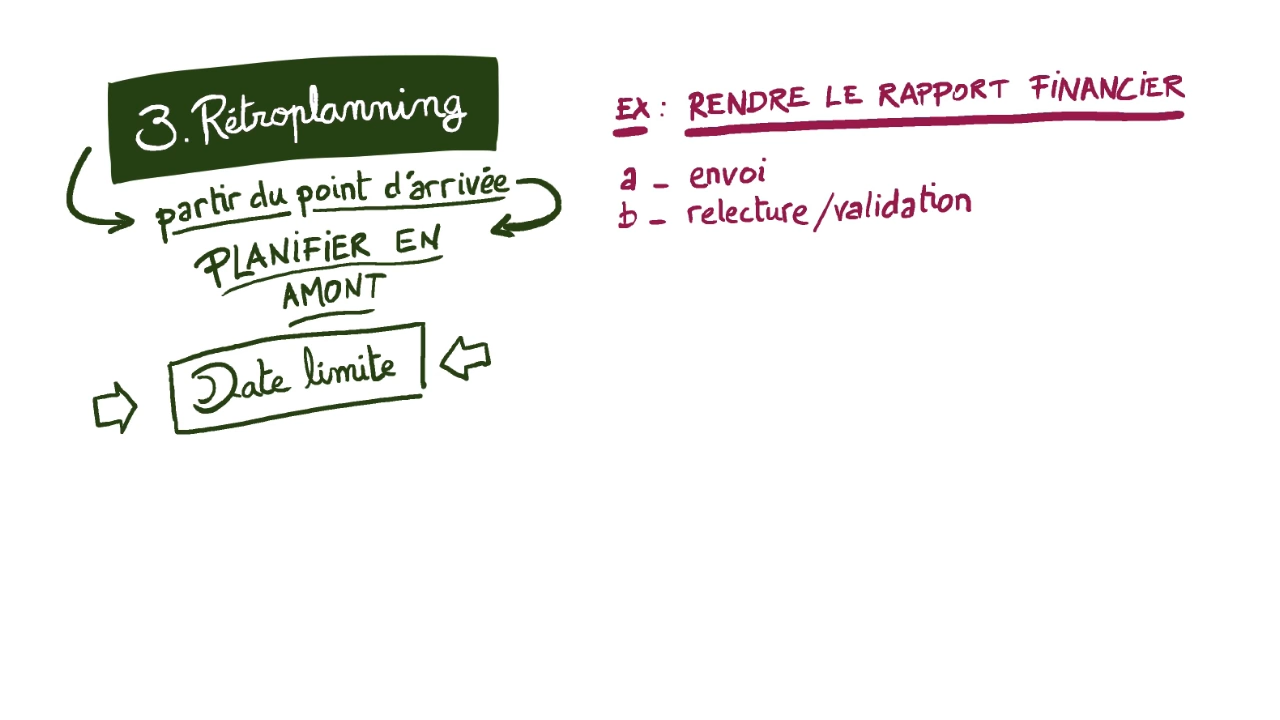 3. Rétroplanning
partir du point d'arrivée
PLANIFIER EN
AMONT
Date limite
EX : RENDRE LE RAPPORT FINANCIER
a - envoi
b - relecture/validation